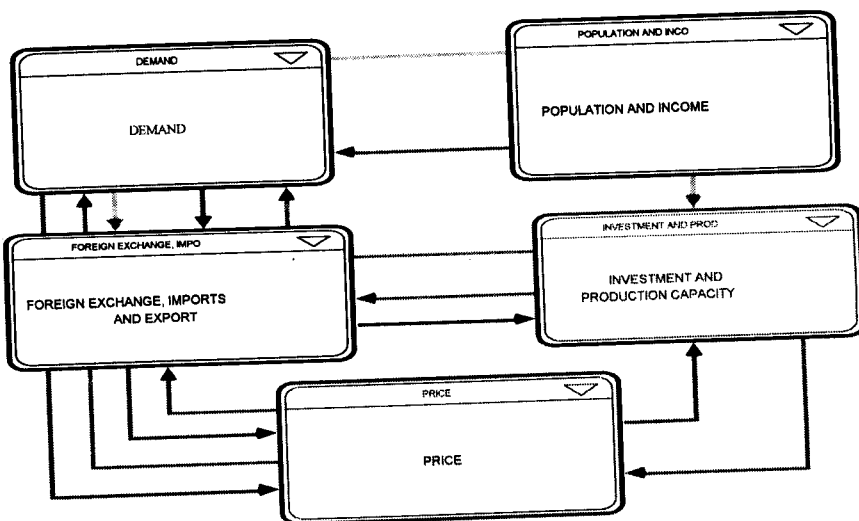 DEMAND
DEMAND
POPULATION AND INCO
POPULATION AND INCOME
FOREIGN EXCHANGE, IMPO
FOREIGN EXCHANGE, IMPORTS
AND EXPORT
INVESTMENT AND PROD
INVESTMENT AND
PRODUCTION CAPACITY
PRICE
PRICE